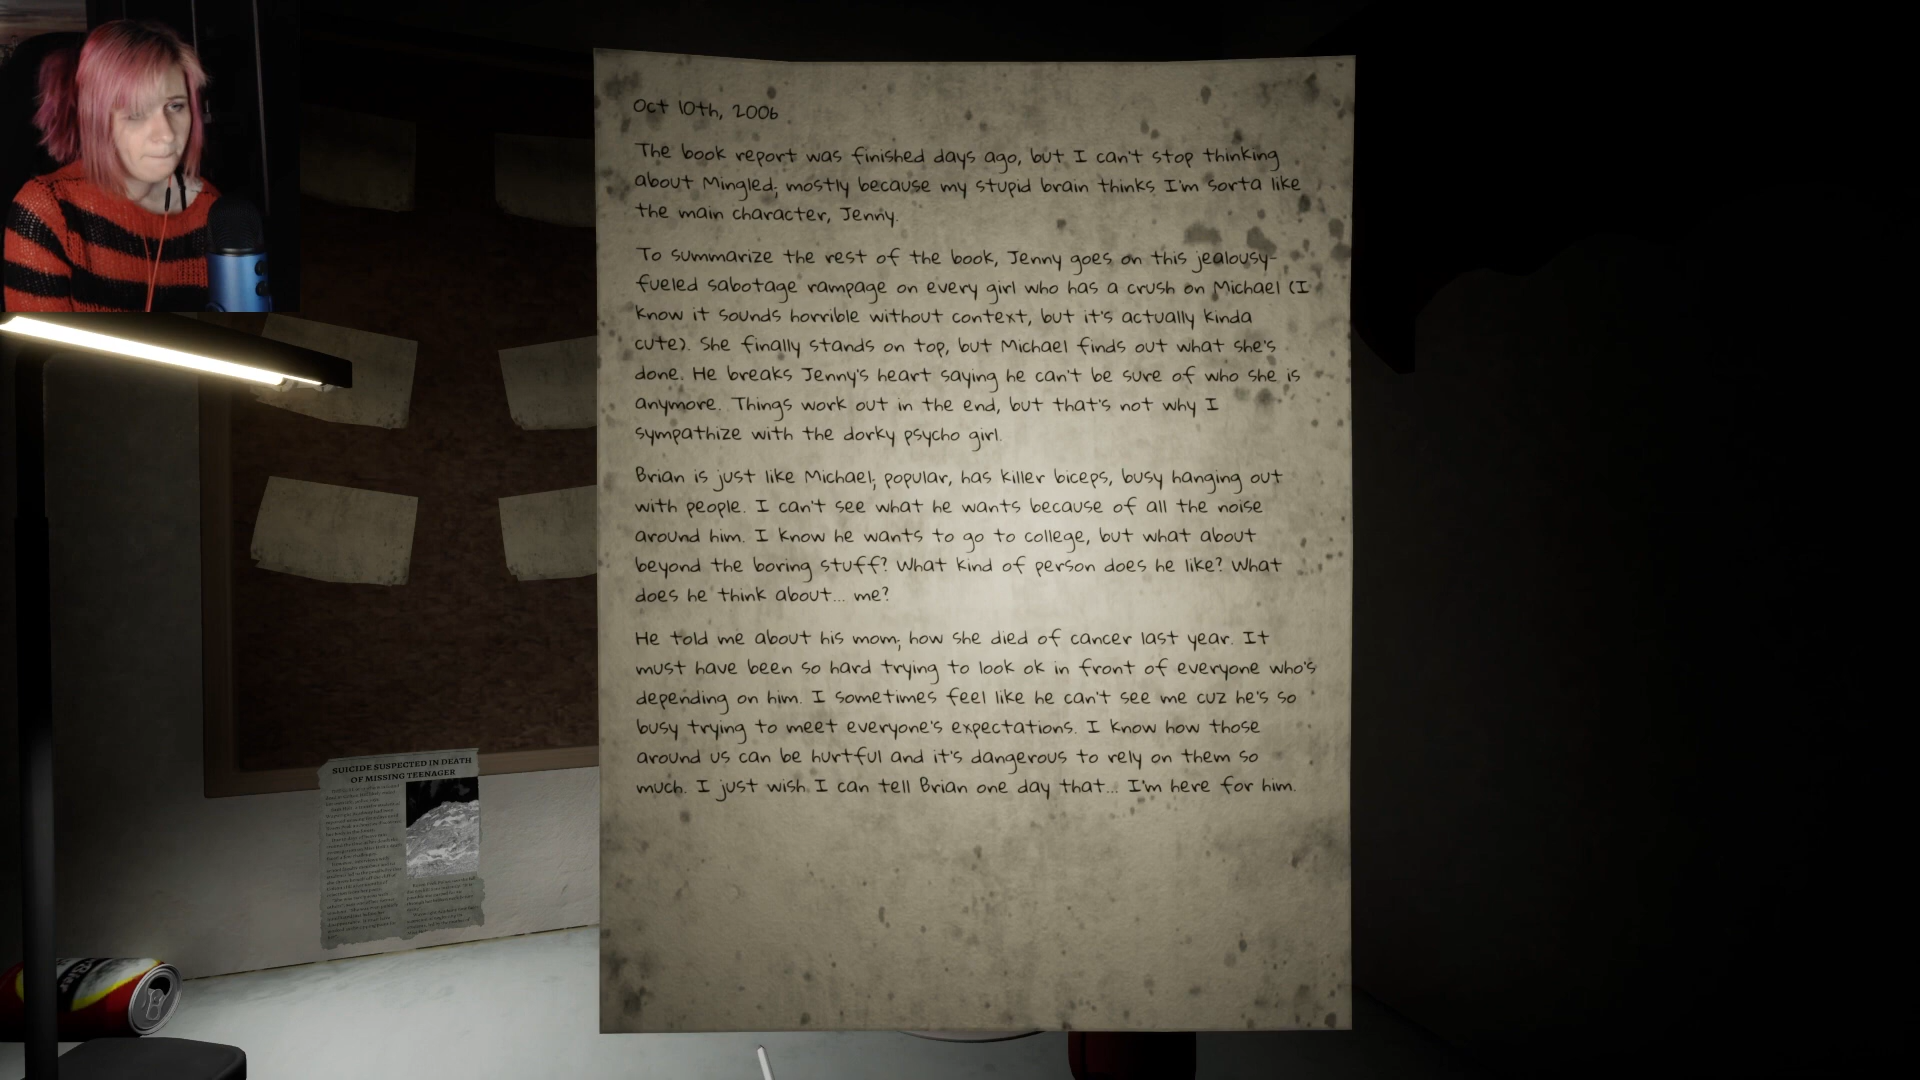 Oct 10th, 2006
The book report was finished days ago, but I can't stop thinking
about Mingled; mostly because my stupid brain thinks I'm sorta like
the main character, Jenny.
To summarize the rest of the book, Jenny goes on this jealousy-
fueled sabotage rampage on every girl who has a crush on Michael (I
know it sounds horrible without context, but it's actually kinda
cute). She finally stands on top, but Michael finds out what she's
done. He breaks Jenny's heart saying he can't be sure of who she is
anymore. Things work out in the end, but that's not why I
sympathize with the dorky psycho girl.
Brian is just like Michael; popular, has killer biceps, busy hanging out
with people. I can't see what he wants because of all the noise
around him. I know he wants to go to college, but what about
beyond the boring stuff? What kind of person does he like? What
does he think about... me?
He told me about his mom; how she died of cancer last year. It
must have been so hard trying to look ok in front of everyone who's
depending on him. I sometimes feel like he can't see me cuz he's so
busy trying to meet everyone's expectations. I know how those
around us can be hurtful and it's dangerous to rely on them so
much. I just wish I can tell Brian one day that... I'm here for him.
SUICIDE SUSPECTED IN DEATH
OF MISSING TEENAGER